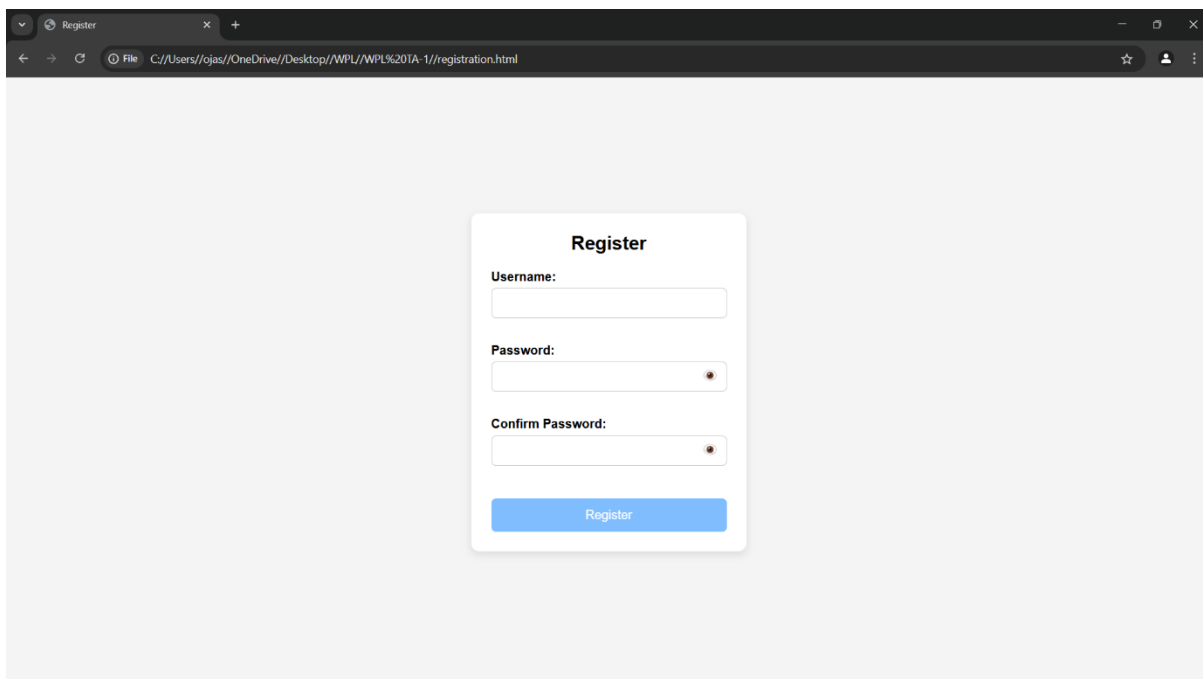 Register
File C://Users//ojas//OneDrive//Desktop//WPL//WPL%20TA-1//registration.html
Register
Username:
Password:
Confirm Password:
Register